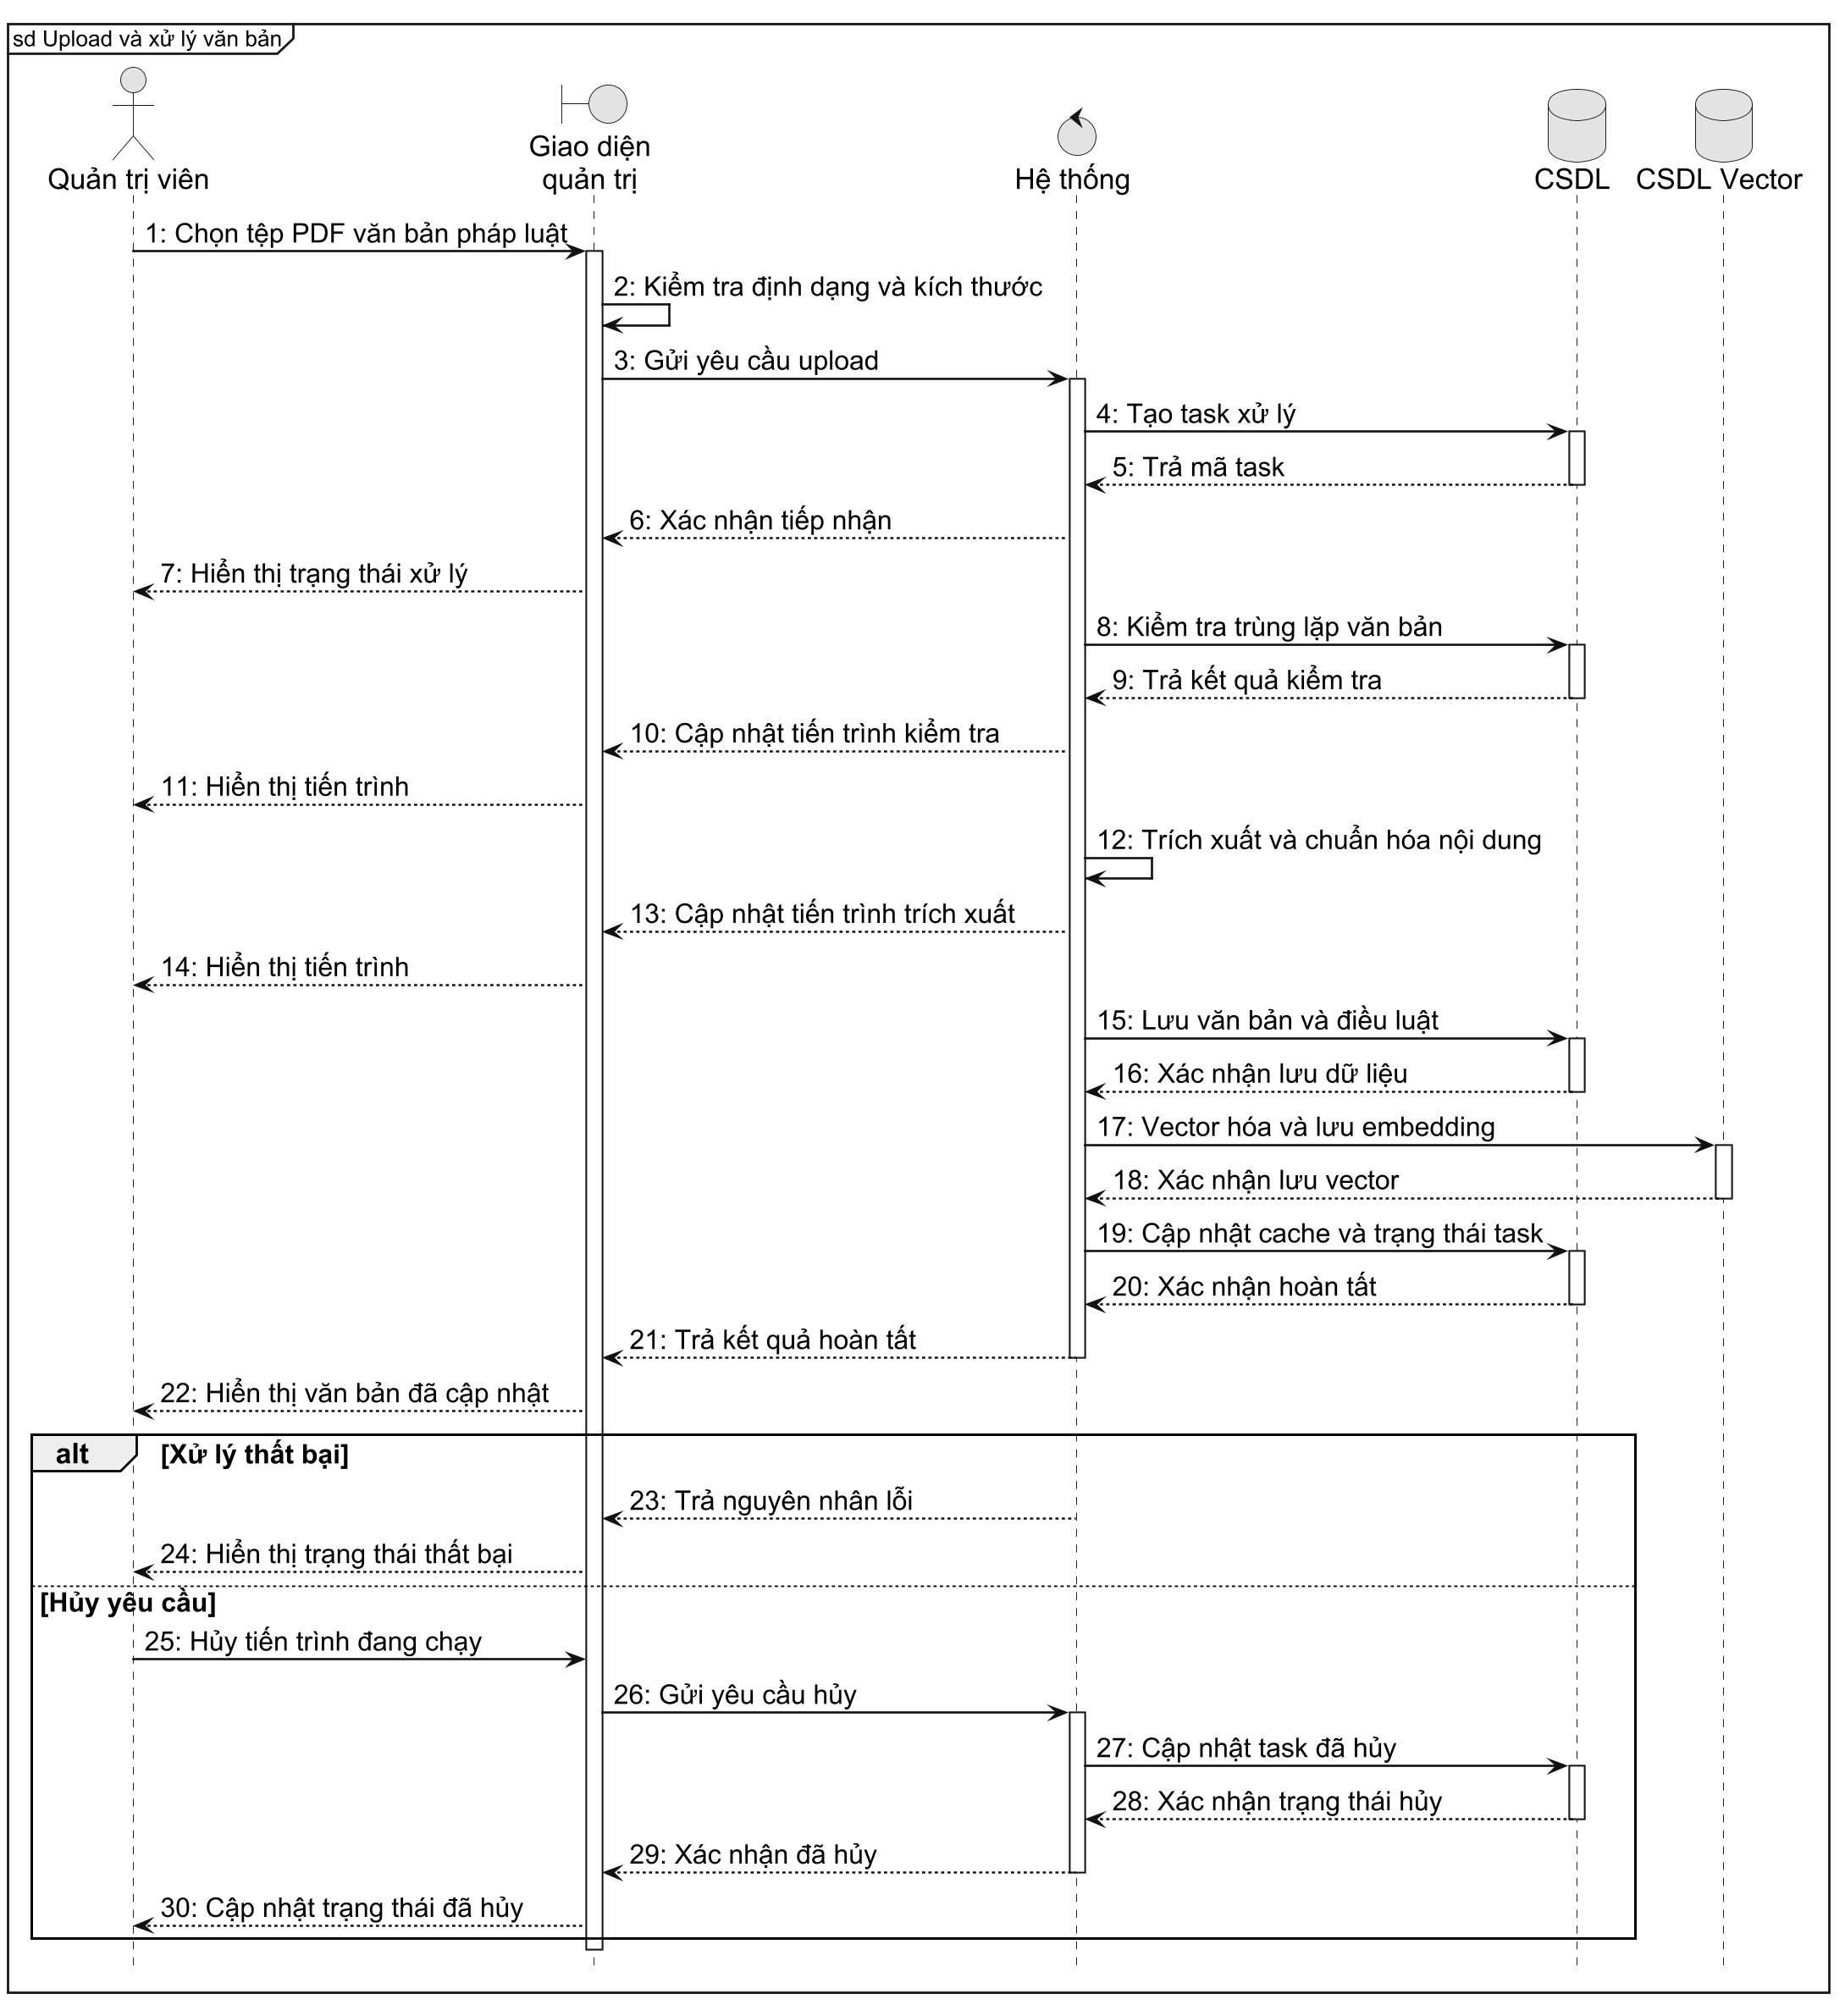 sd Upload và xử lý văn bản
Quản trị viên
Giao diện
quản trị
Hệ thống
CSDL
CSDL Vector
1: Chọn tệp PDF văn bản pháp luật
2: Kiểm tra định dạng và kích thước
3: Gửi yêu cầu upload
4: Tạo task xử lý
5: Trả mã task
6: Xác nhận tiếp nhận
7: Hiển thị trạng thái xử lý
8: Kiểm tra trùng lặp văn bản
9: Trả kết quả kiểm tra
10: Cập nhật tiến trình kiểm tra
11: Hiển thị tiến trình
12: Trích xuất và chuẩn hóa nội dung
13: Cập nhật tiến trình trích xuất
14: Hiển thị tiến trình
15: Lưu văn bản và điều luật
16: Xác nhận lưu dữ liệu
17: Vector hóa và lưu embedding
18: Xác nhận lưu vector
19: Cập nhật cache và trạng thái task
20: Xác nhận hoàn tất
21: Trả kết quả hoàn tất
22: Hiển thị văn bản đã cập nhật
alt [Xử lý thất bại]
23: Trả nguyên nhân lỗi
24: Hiển thị trạng thái thất bại
[Hủy yêu cầu]
25: Hủy tiến trình đang chạy
26: Gửi yêu cầu hủy
27: Cập nhật task đã hủy
28: Xác nhận trạng thái hủy
29: Xác nhận đã hủy
30: Cập nhật trạng thái đã hủy